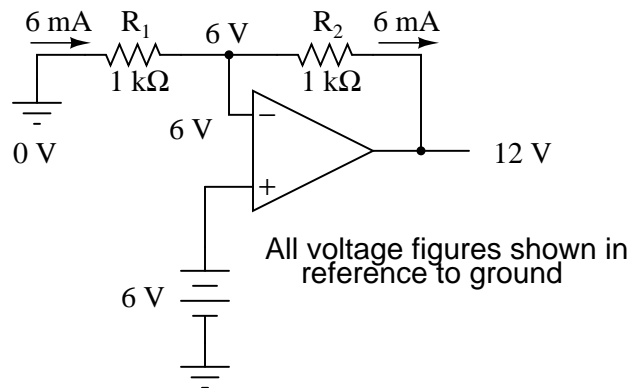 6 mA R₁ 6 V R₂ 6 mA
1 kΩ 1 kΩ
6 V −
0 V 12 V
+
All voltage figures shown in
reference to ground
6 V